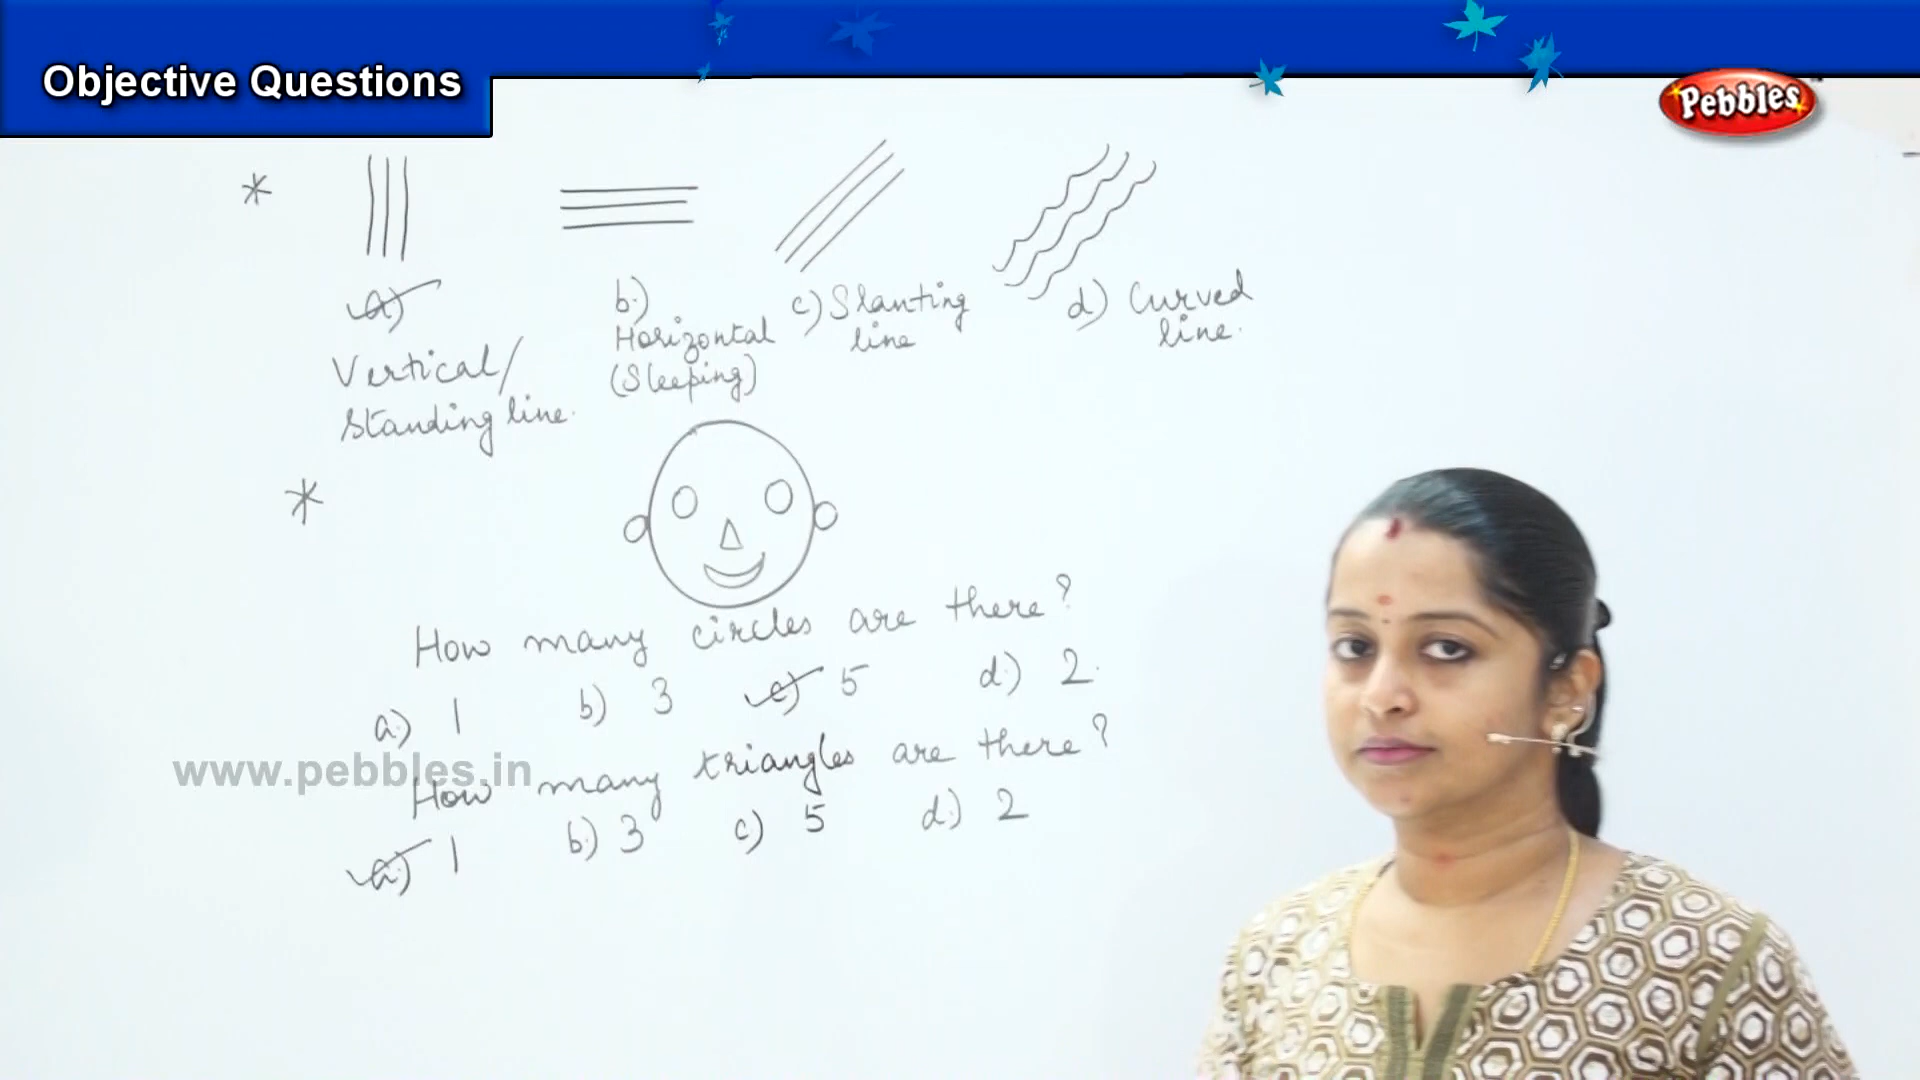 Objective Questions
Pebbles
*
a)
Vertical/
Standing line.
b)
Horizontal
(Sleeping)
c) Slanting
line
d) Curved
line.
*
How many circles are there?
a) 1 b) 3 c) 5 d) 2.
www.pebbles.in
How many triangles are there?
a) 1 b) 3 c) 5 d) 2